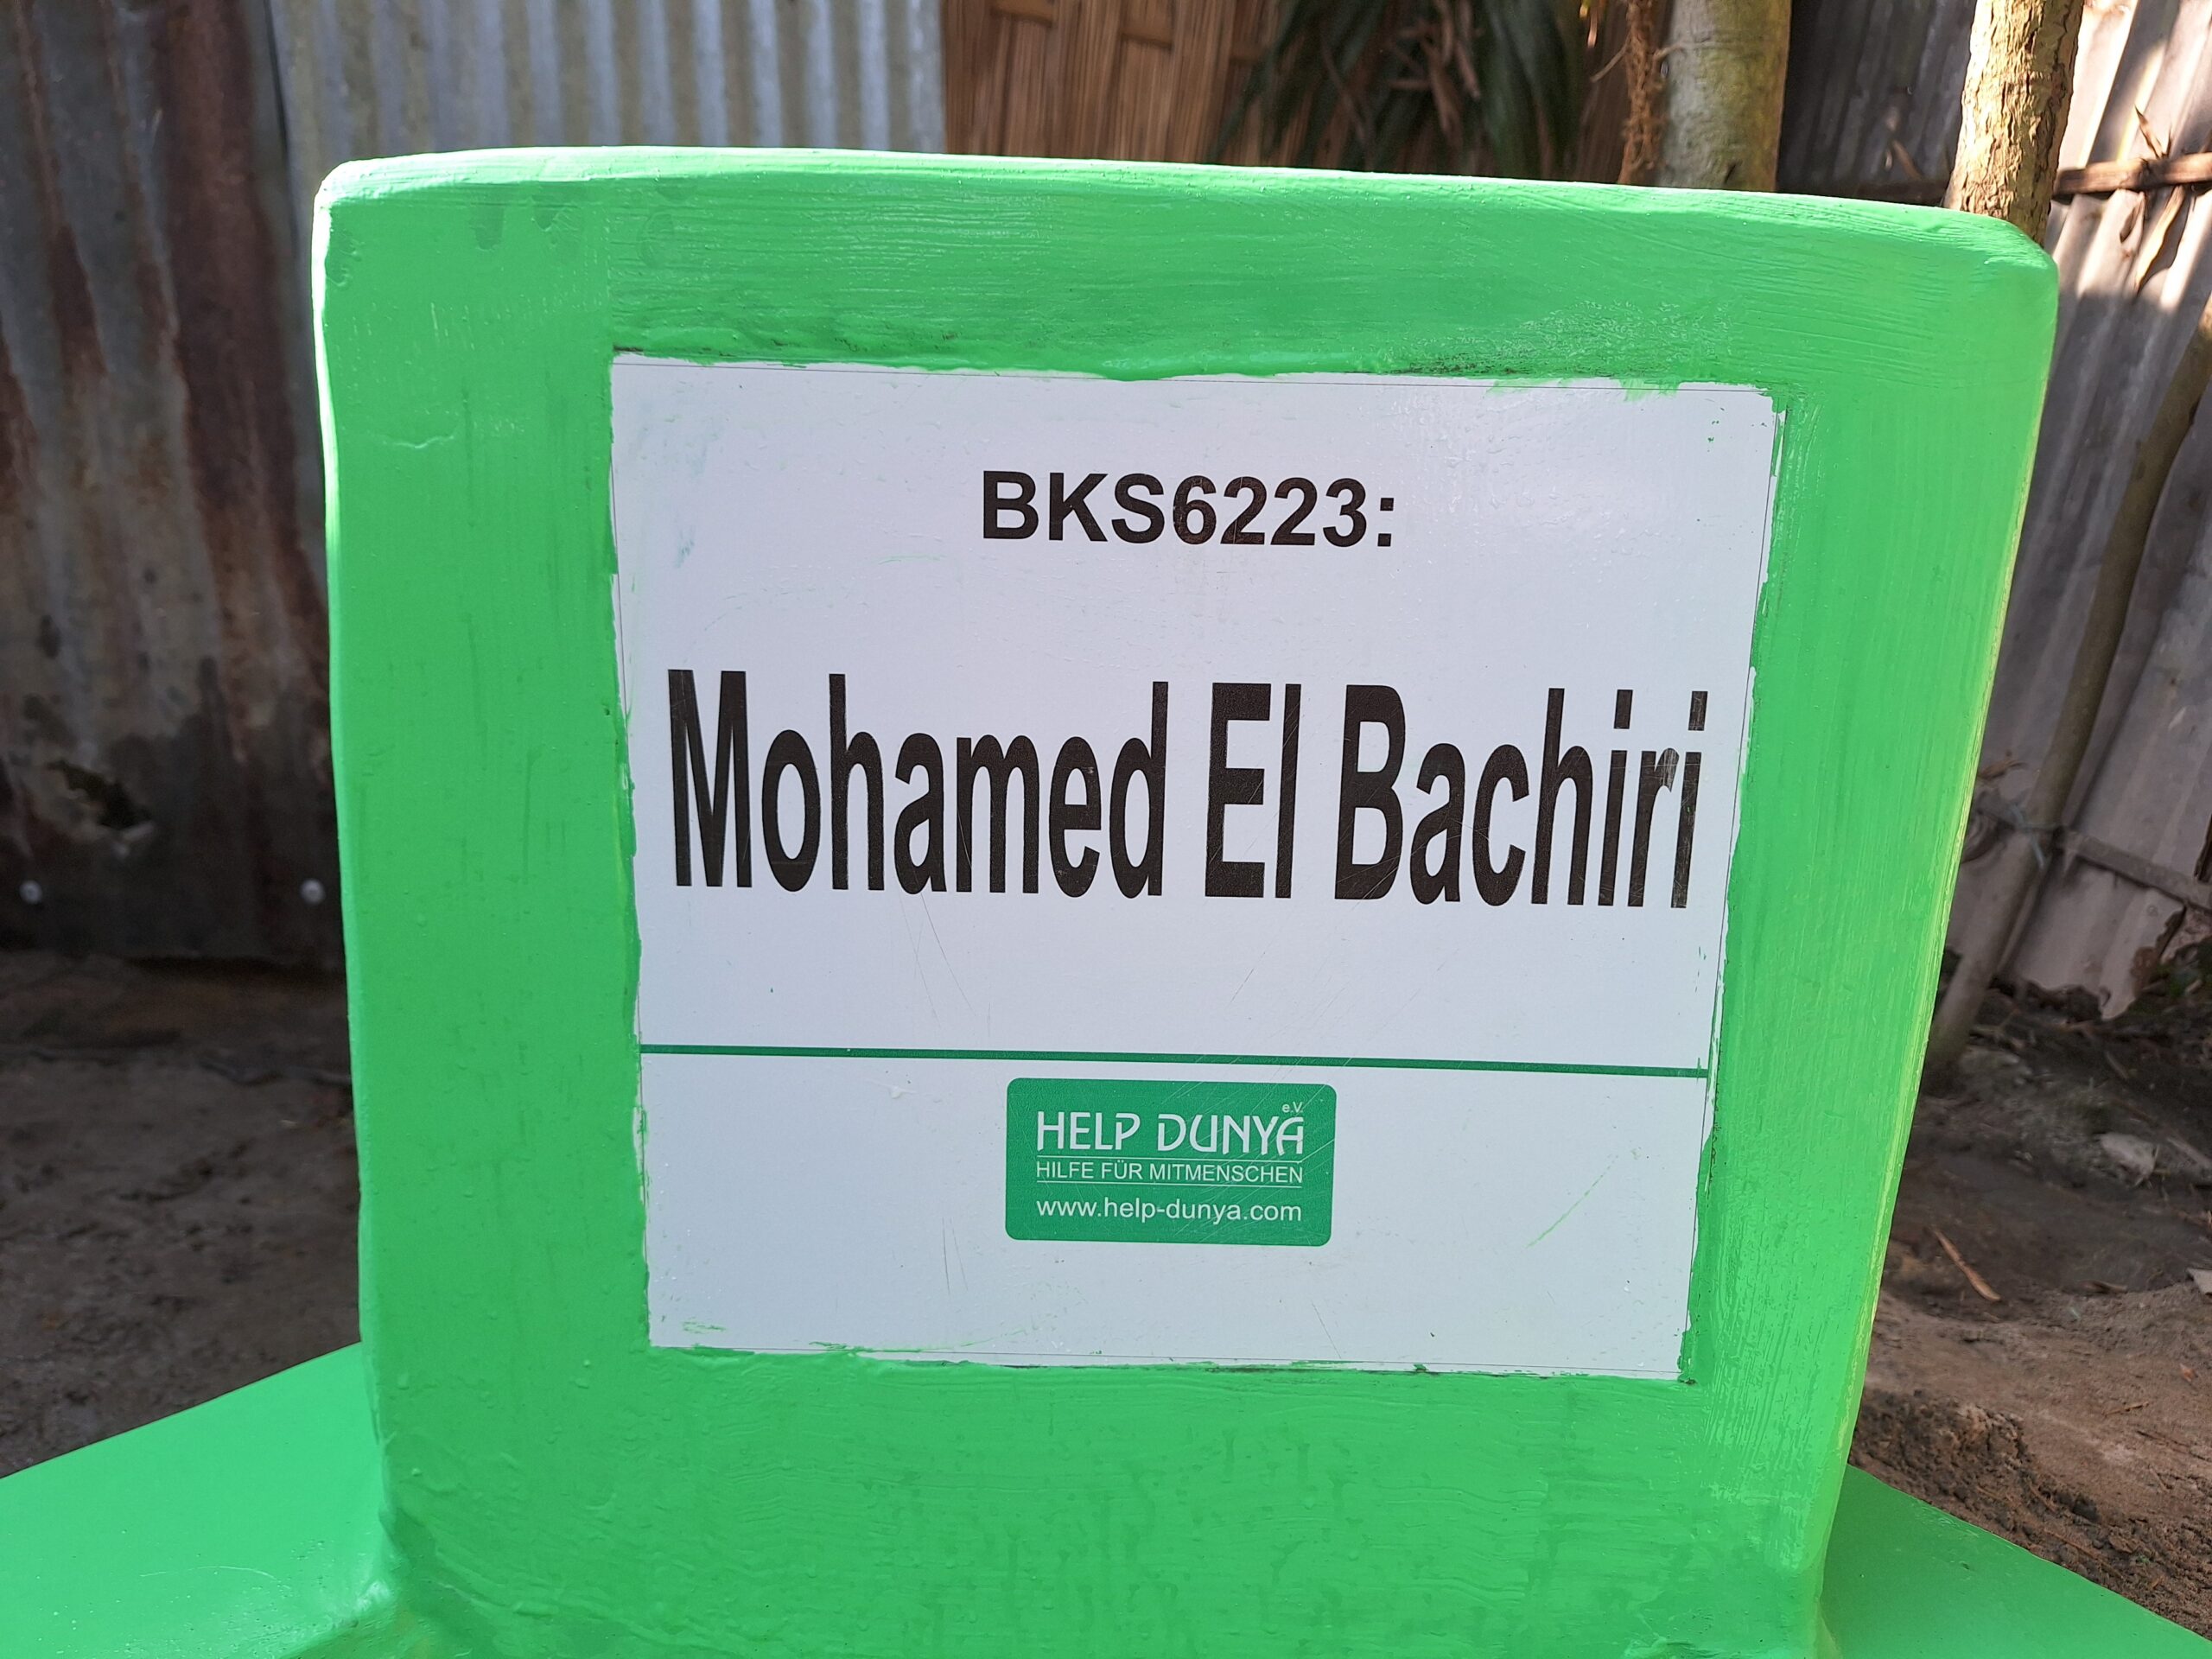 BKS6223:
Mohamed El Bachiri
HELP DUNYA e.V.
HILFE FÜR MITMENSCHEN
www.help-dunya.com